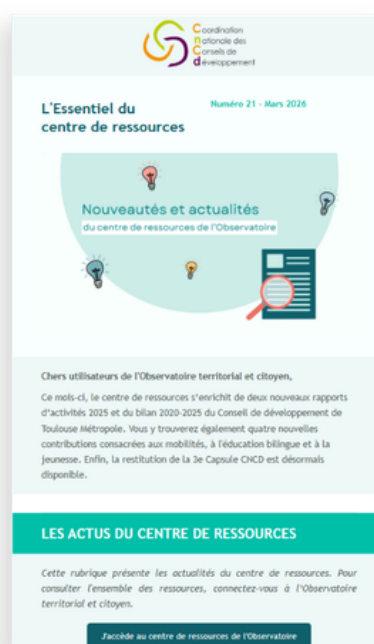 Coordination
nationale des
Conseils de
développement
L'Essentiel du
centre de ressources
Numéro 21 - Mars 2026
Nouveautés et actualités
du centre de ressources de l'Observatoire
Chers utilisateurs de l'Observatoire territorial et citoyen,
Ce mois-ci, le centre de ressources s'enrichit de deux nouveaux rapports
d'activités 2025 et du bilan 2020-2025 du Conseil de développement de
Toulouse Métropole. Vous y trouverez également quatre nouvelles
contributions consacrées aux mobilités, à l'éducation bilingue et à la
jeunesse. Enfin, la restitution de la 3e Capsule CNCD est désormais
disponible.
LES ACTUS DU CENTRE DE RESSOURCES
Cette rubrique présente les actualités du centre de ressources. Pour
consulter l'ensemble des ressources, connectez-vous à l'Observatoire
territorial et citoyen.
J'accède au centre de ressources de l'Observatoire